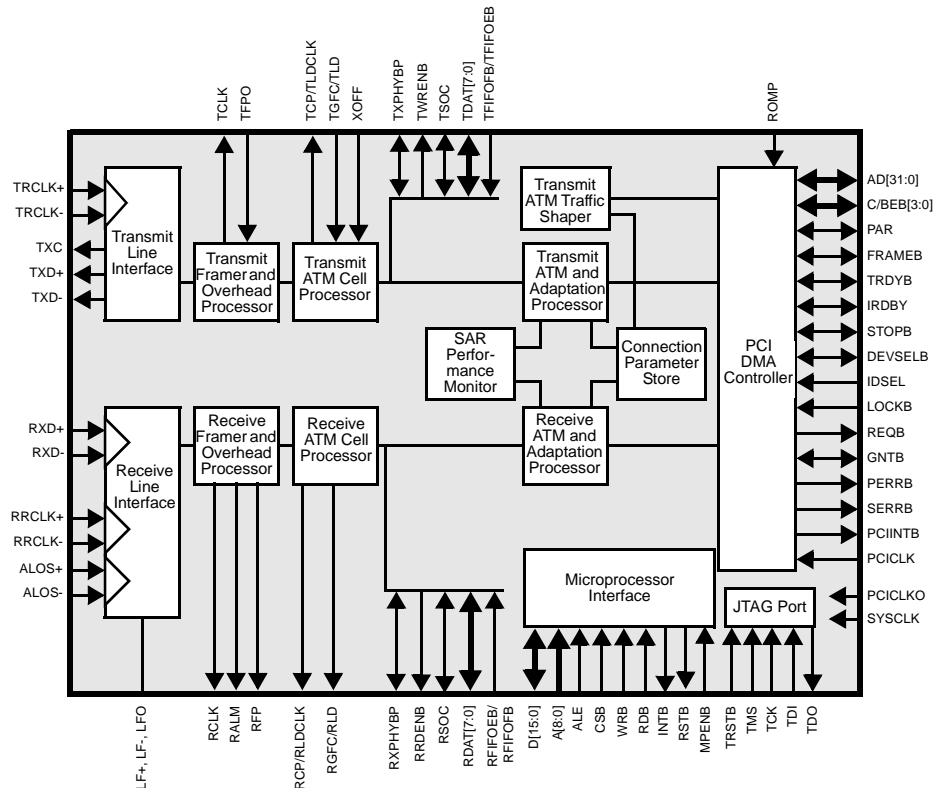 TCLK
TFPO
TCP/TLDCLK
TGFC/TLD
XOFF
TXPHYBP
TWRENB
TSOC
TDAT[7:0]
TFIFOFB/TFIFOEB
ROMP
TRCLK+
TRCLK-
TXC
TXD+
TXD-
Transmit
Line
Interface
Transmit
Framer and
Overhead
Processor
Transmit
ATM Cell
Processor
Transmit
ATM Traffic
Shaper
Transmit
ATM and
Adaptation
Processor
SAR
Perfor-
mance
Monitor
Connection
Parameter
Store
PCI
DMA
Controller
AD[31:0]
C/BEB[3:0]
PAR
FRAMEB
TRDYB
IRDBY
STOPB
DEVSELB
IDSEL
LOCKB
REQB
GNTB
PERRB
SERRB
PCIINTB
PCICLK
PCICLKO
SYSCLK
RXD+
RXD-
RRCLK+
RRCLK-
ALOS+
ALOS-
Receive
Line
Interface
Receive
Framer and
Overhead
Processor
Receive
ATM Cell
Processor
Receive
ATM and
Adaptation
Processor
Microprocessor
Interface
JTAG Port
LF+, LF-, LFO
RCLK
RALM
RFP
RCP/RLDCLK
RGFC/RLD
RXPHYBP
RRDENB
RSOC
RDAT[7:0]
RFIFOEB/
RFIFOFB
D[15:0]
A[8:0]
ALE
CSB
WRB
RDB
INTB
RSTB
MPENB
TRSTB
TMS
TCK
TDI
TDO